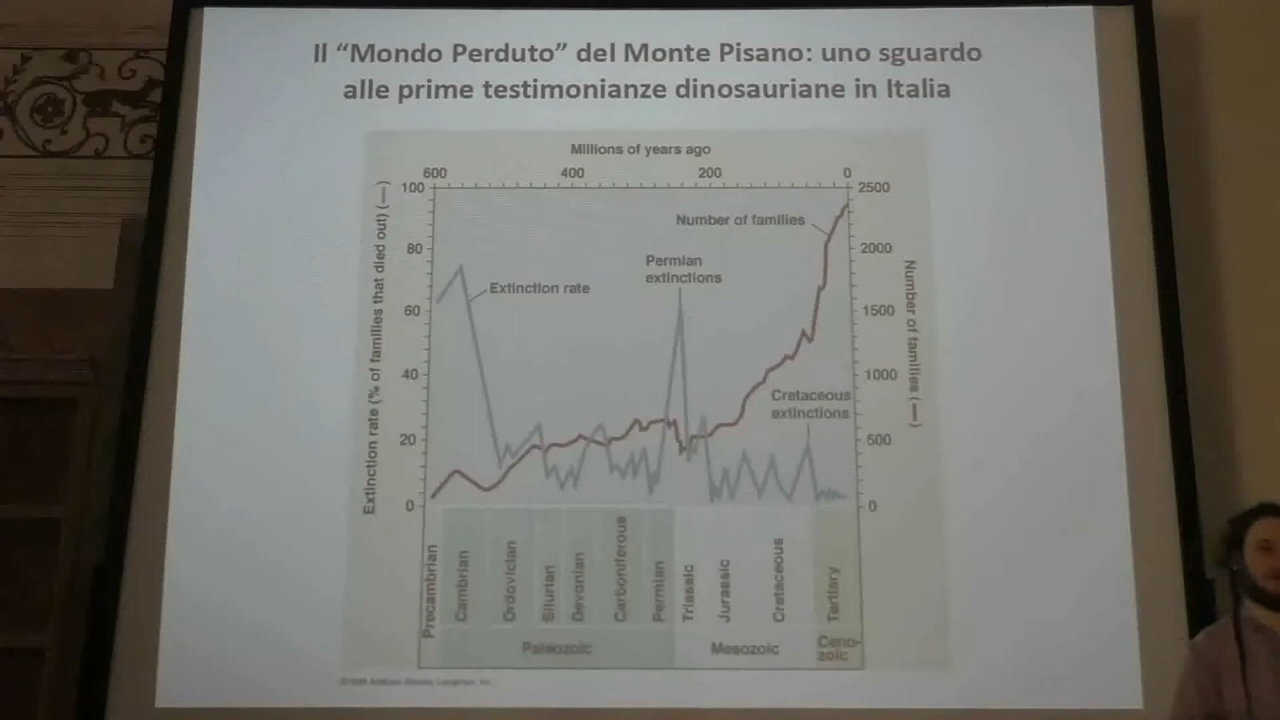 Il “Mondo Perduto” del Monte Pisano: uno sguardo
alle prime testimonianze dinosauriane in Italia
Millions of years ago
600 400 200 0
100 2500
Number of families
80 2000
Permian
extinctions
Extinction rate
60 1500
40 1000
Cretaceous
extinctions
20 500
0 0
Extinction rate (% of families that died out) (—)
Number of families (—)
Precambrian
Cambrian
Ordovician
Silurian
Devonian
Carboniferous
Permian
Triassic
Jurassic
Cretaceous
Tertiary
Paleozoic
Mesozoic
Ceno-
zoic